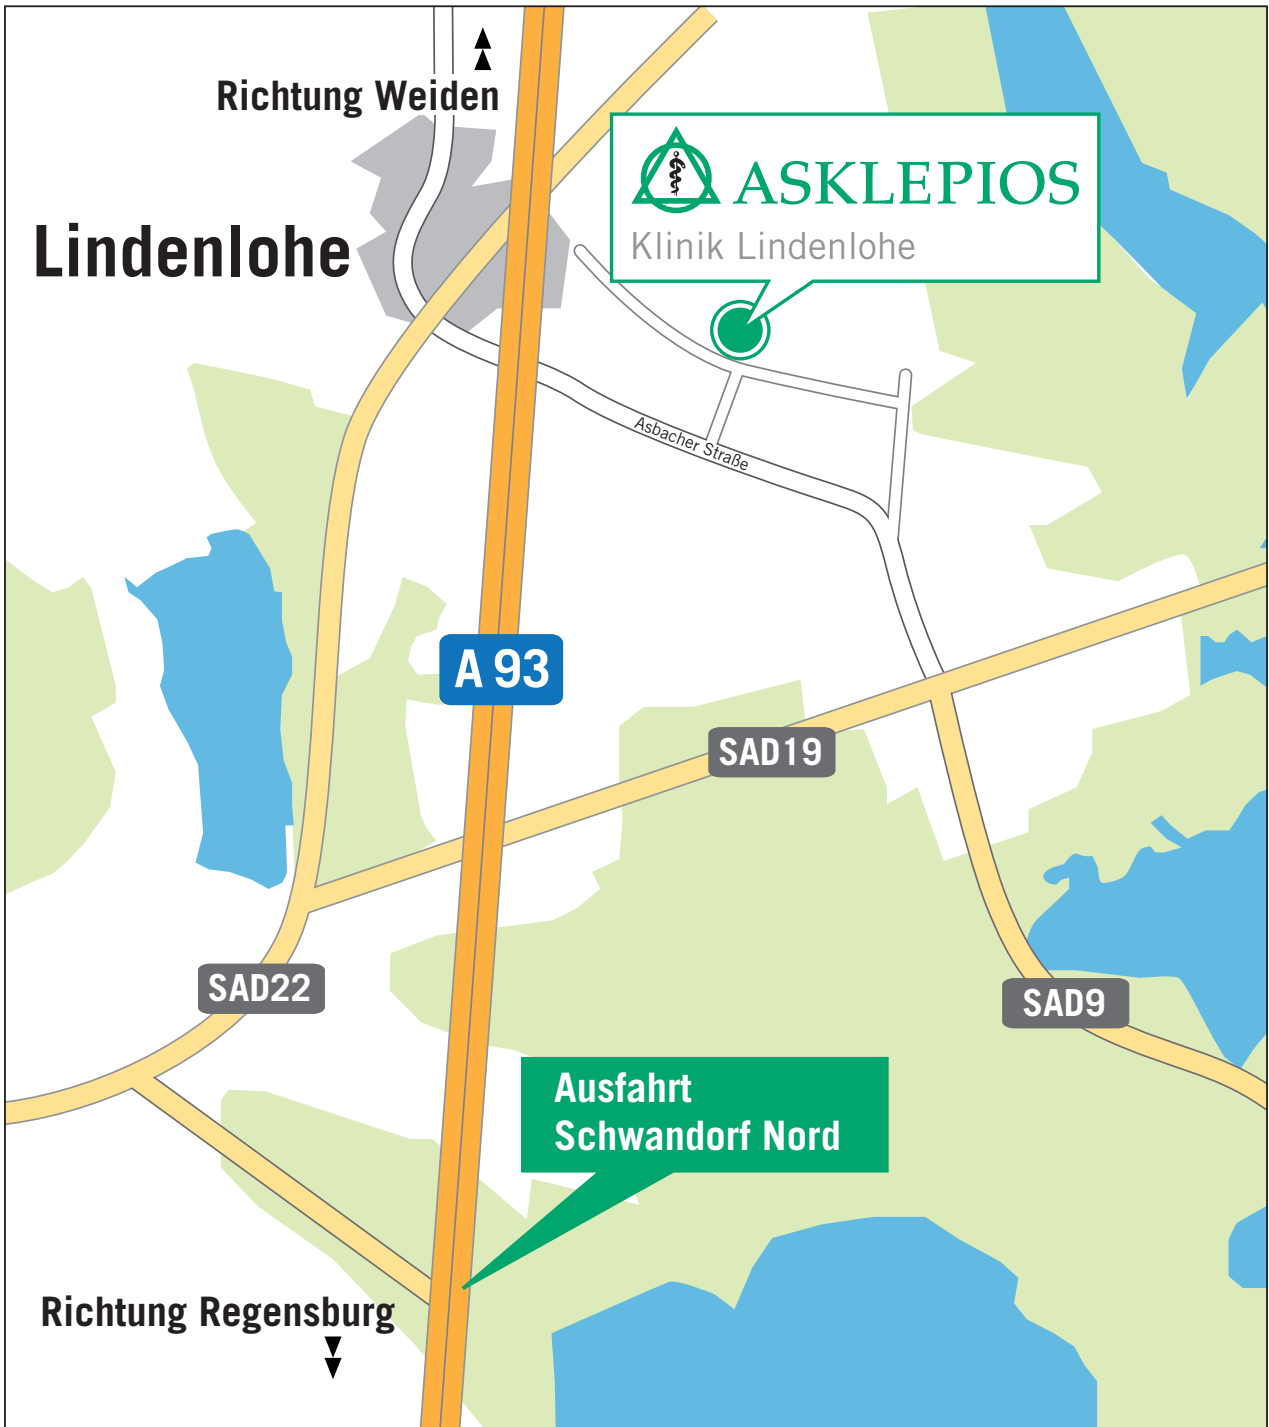 Richtung Weiden
ASKLEPIOS
Klinik Lindenlohe
Lindenlohe
Asbacher Straße
A 93
SAD19
SAD22
SAD9
Ausfahrt
Schwandorf Nord
Richtung Regensburg